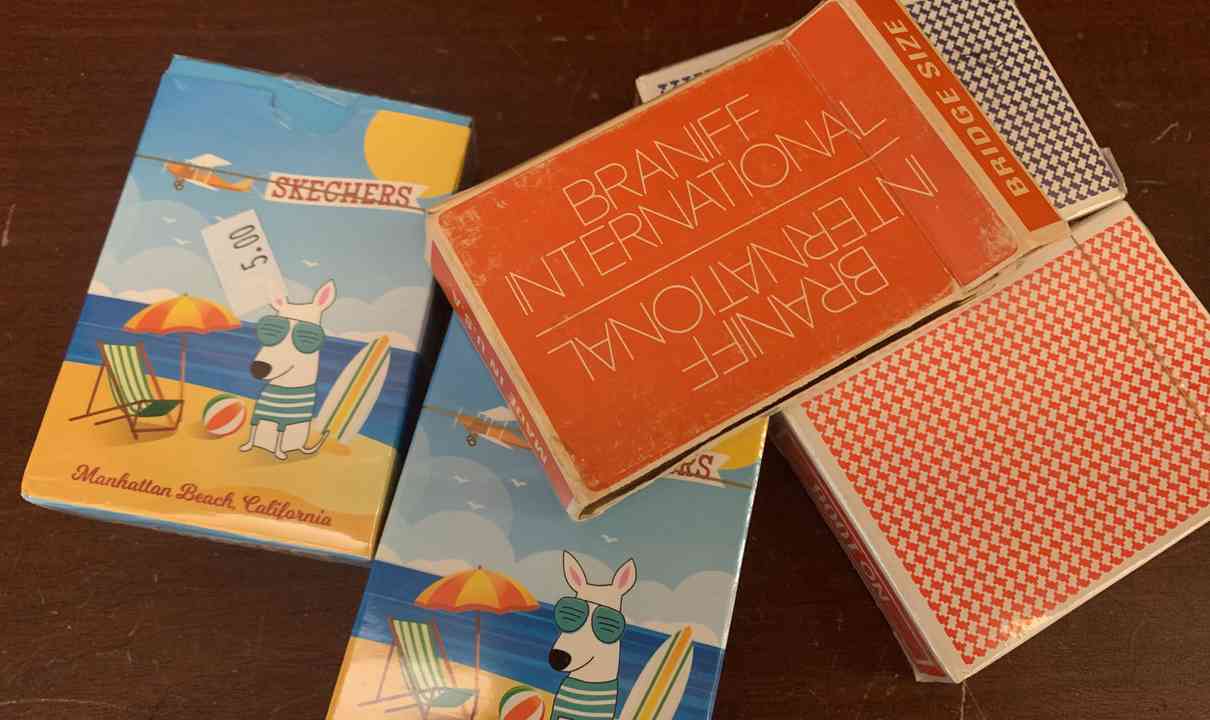 SKECHERS
5.00
Manhattan Beach, California
BRANIFF
INTERNATIONAL
BRANIFF
INTERNATIONAL
BRIDGE SIZE